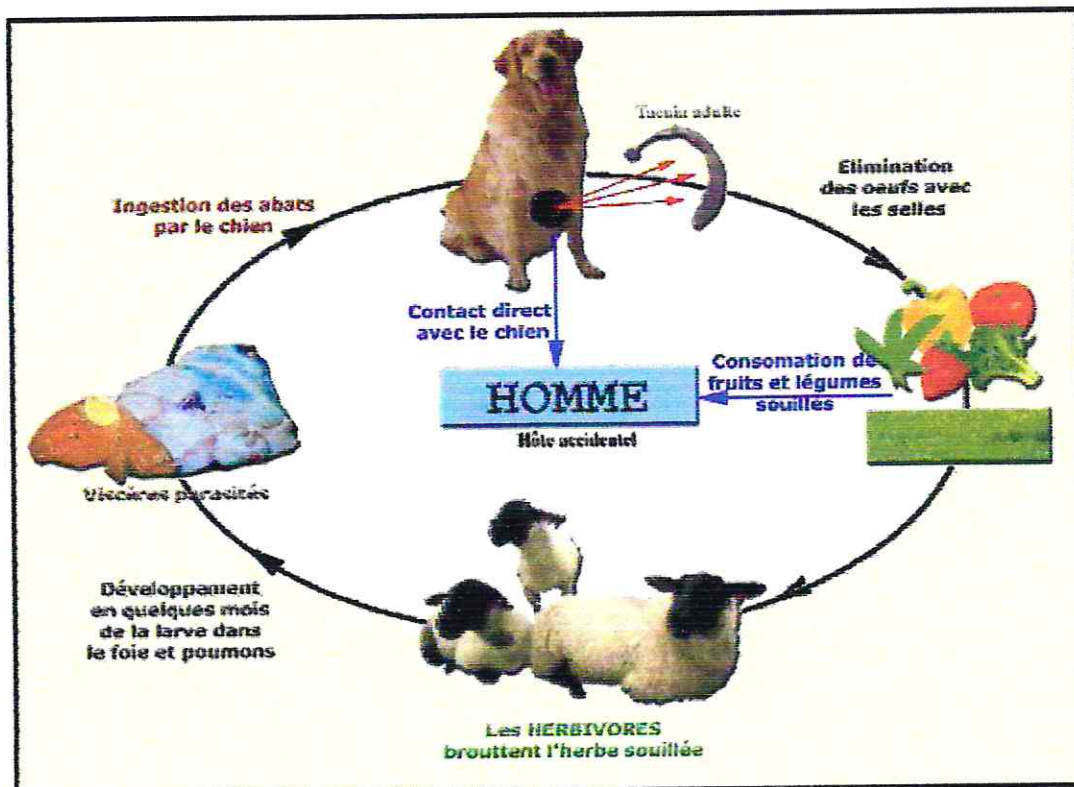 Taenia adulte
Elimination
des oeufs avec
les selles
Ingestion des abats
par le chien
Contact direct
avec le chien
Consomation de
fruits et légumes
souillés
HOMME
Hôte accidentel
Viscères parasités
Développement
en quelques mois
de la larve dans
le foie et poumons
Les HERBIVORES
brouttent l'herbe souillée